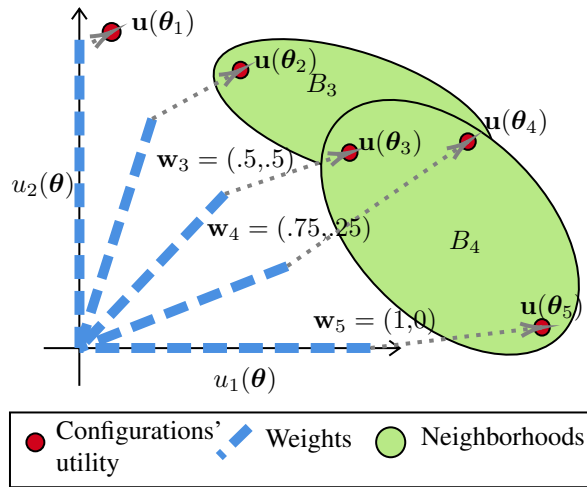 u(θ₁)
u(θ₂)
B₃
u(θ₄)
u(θ₃)
w₃ = (.5,.5)
u₂(θ)
w₄ = (.75,.25)
B₄
u(θ₅)
w₅ = (1,0)
u₁(θ)
Configurations' utility
Weights
Neighborhoods